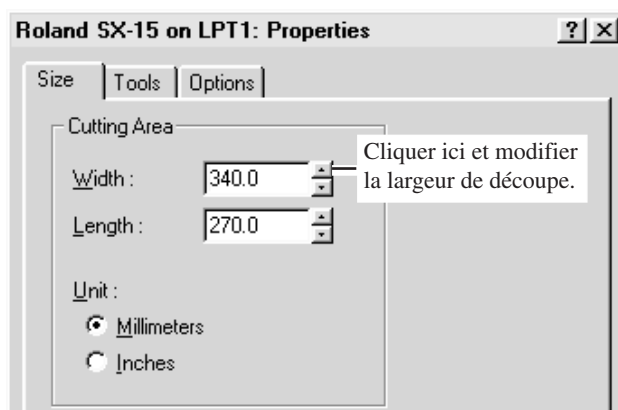 Roland SX-15 on LPT1: Properties
Size Tools Options
Cutting Area
Width : 340.0
Cliquer ici et modifier
la largeur de découpe.
Length : 270.0
Unit :
Millimeters
Inches